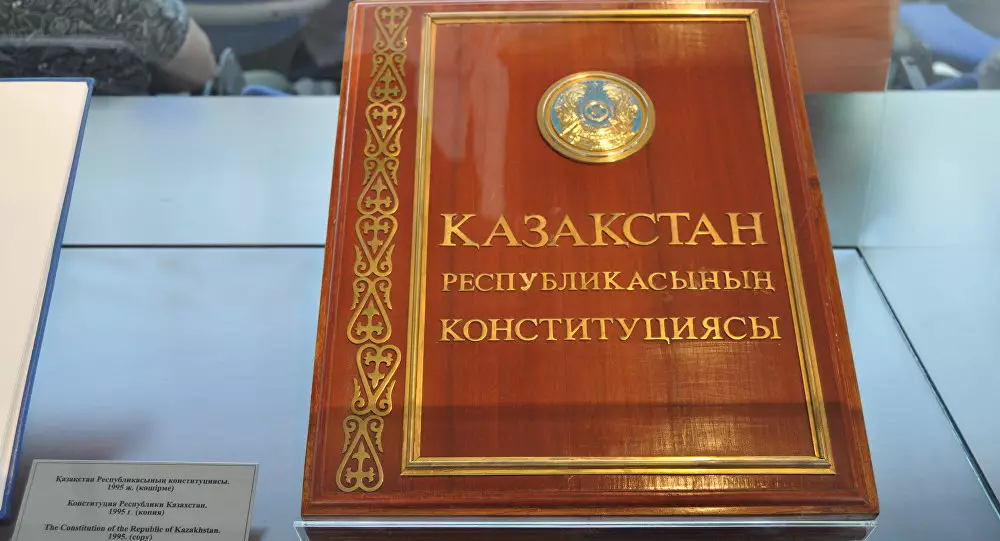 ҚАЗАҚСТАН
РЕСПУБЛИКАСЫНЫҢ
КОНСТИТУЦИЯСЫ
Қазақстан Республикасының конституциясы.
1995 ж. (көшірме)
Конституция Республики Казахстан.
1995 г. (копия)
The Constitution of the Republic of Kazakhstan.
1995. (copy)